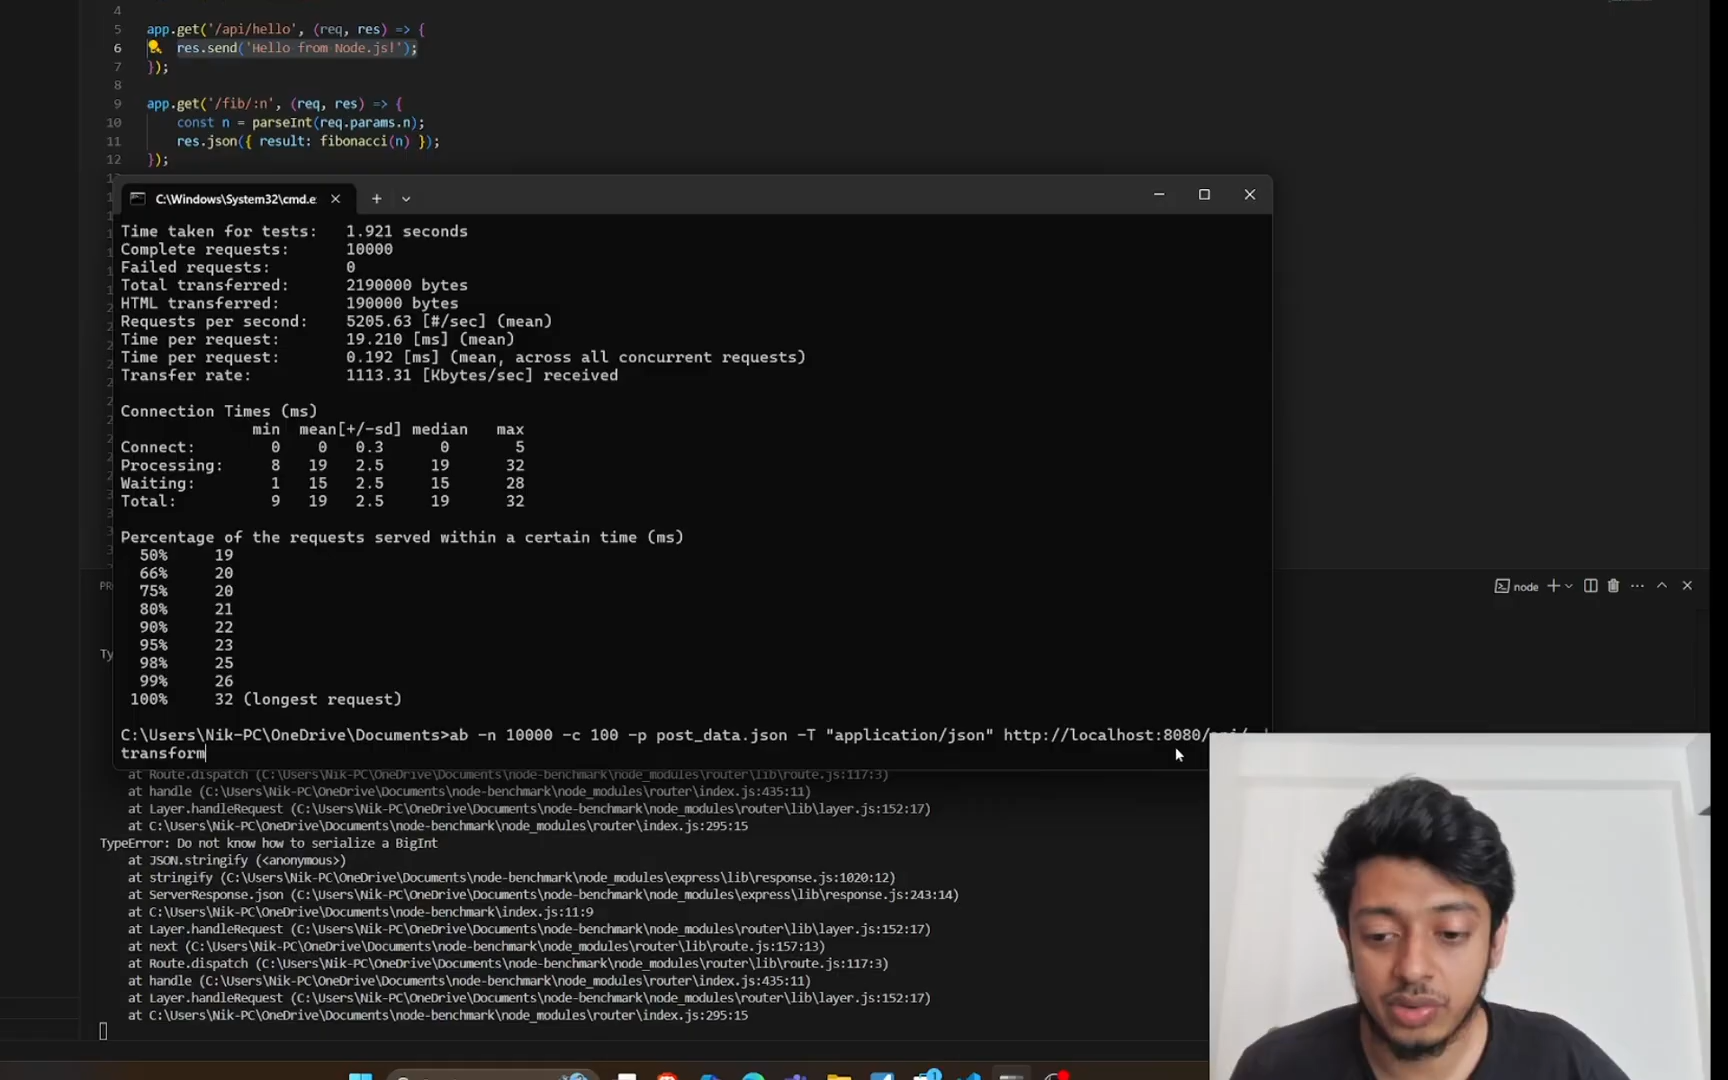 4
5 app.get('/api/hello', (req, res) => {
6 res.send('Hello from Node.js!');
7 });
8
9 app.get('/fib/:n', (req, res) => {
10 const n = parseInt(req.params.n);
11 res.json({ result: fibonacci(n) });
12 });
C:\Windows\System32\cmd.e
Time taken for tests: 1.921 seconds
Complete requests: 10000
Failed requests: 0
Total transferred: 2190000 bytes
HTML transferred: 190000 bytes
Requests per second: 5205.63 [#/sec] (mean)
Time per request: 19.210 [ms] (mean)
Time per request: 0.192 [ms] (mean, across all concurrent requests)
Transfer rate: 1113.31 [Kbytes/sec] received
Connection Times (ms)
min mean[+/-sd] median max
Connect: 0 0 0.3 0 5
Processing: 8 19 2.5 19 32
Waiting: 1 15 2.5 15 28
Total: 9 19 2.5 19 32
Percentage of the requests served within a certain time (ms)
50% 19
66% 20
75% 20
80% 21
90% 22
95% 23
98% 25
99% 26
100% 32 (longest request)
C:\Users\Nik-PC\OneDrive\Documents>ab -n 10000 -c 100 -p post_data.json -T "application/json" http://localhost:8080/
transform
node
at Route.dispatch (C:\Users\Nik-PC\OneDrive\Documents\node-benchmark\node_modules\router\lib\route.js:117:3)
at handle (C:\Users\Nik-PC\OneDrive\Documents\node-benchmark\node_modules\router\index.js:435:11)
at Layer.handleRequest (C:\Users\Nik-PC\OneDrive\Documents\node-benchmark\node_modules\router\lib\layer.js:152:17)
at C:\Users\Nik-PC\OneDrive\Documents\node-benchmark\node_modules\router\index.js:295:15
TypeError: Do not know how to serialize a BigInt
at JSON.stringify (<anonymous>)
at stringify (C:\Users\Nik-PC\OneDrive\Documents\node-benchmark\node_modules\express\lib\response.js:1020:12)
at ServerResponse.json (C:\Users\Nik-PC\OneDrive\Documents\node-benchmark\node_modules\express\lib\response.js:243:14)
at C:\Users\Nik-PC\OneDrive\Documents\node-benchmark\index.js:11:9
at Layer.handleRequest (C:\Users\Nik-PC\OneDrive\Documents\node-benchmark\node_modules\router\lib\layer.js:152:17)
at next (C:\Users\Nik-PC\OneDrive\Documents\node-benchmark\node_modules\router\lib\route.js:157:13)
at Route.dispatch (C:\Users\Nik-PC\OneDrive\Documents\node-benchmark\node_modules\router\lib\route.js:117:3)
at handle (C:\Users\Nik-PC\OneDrive\Documents\node-benchmark\node_modules\router\index.js:435:11)
at Layer.handleRequest (C:\Users\Nik-PC\OneDrive\Documents\node-benchmark\node_modules\router\lib\layer.js:152:17)
at C:\Users\Nik-PC\OneDrive\Documents\node-benchmark\node_modules\router\index.js:295:15